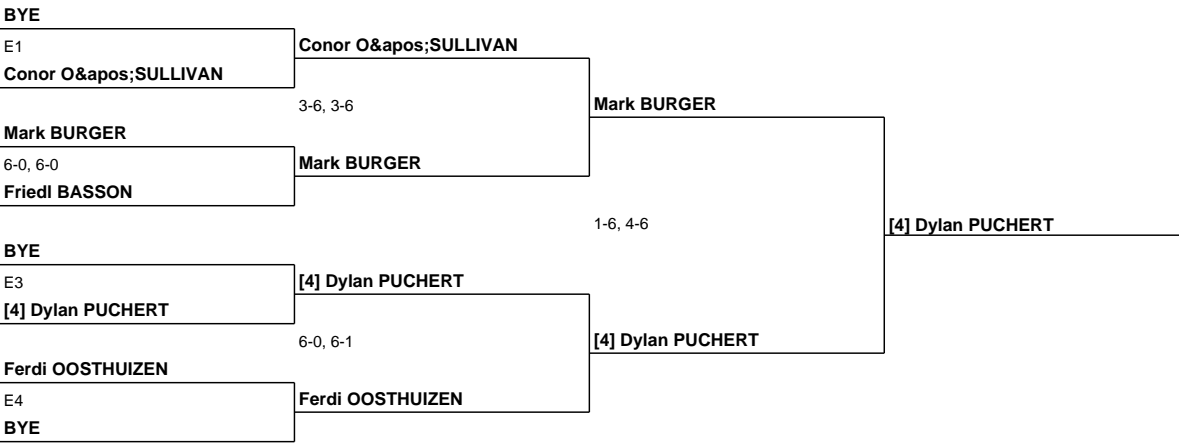 BYE
E1
Conor O&apos;SULLIVAN
Conor O&apos;SULLIVAN
3-6, 3-6
Mark BURGER
Mark BURGER
6-0, 6-0
Mark BURGER
Friedl BASSON
1-6, 4-6
[4] Dylan PUCHERT
BYE
E3
[4] Dylan PUCHERT
[4] Dylan PUCHERT
6-0, 6-1
[4] Dylan PUCHERT
Ferdi OOSTHUIZEN
E4
Ferdi OOSTHUIZEN
BYE